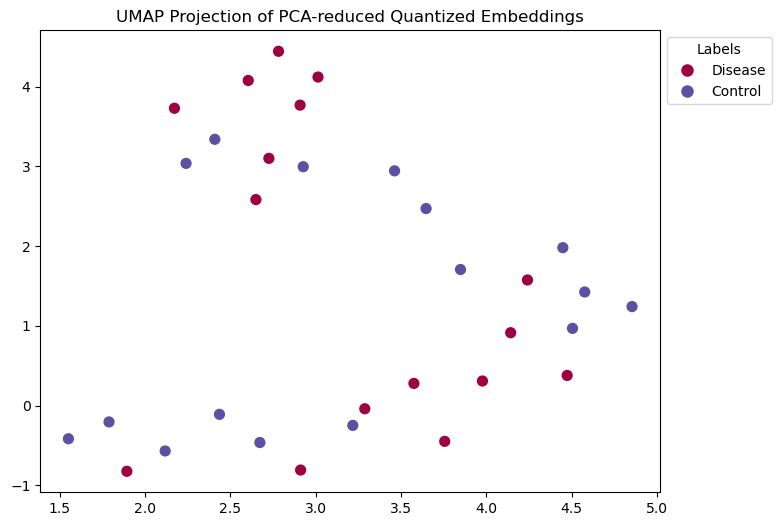 UMAP Projection of PCA-reduced Quantized Embeddings
Labels
Disease
Control
4
3
2
1
0
−1
1.5 2.0 2.5 3.0 3.5 4.0 4.5 5.0